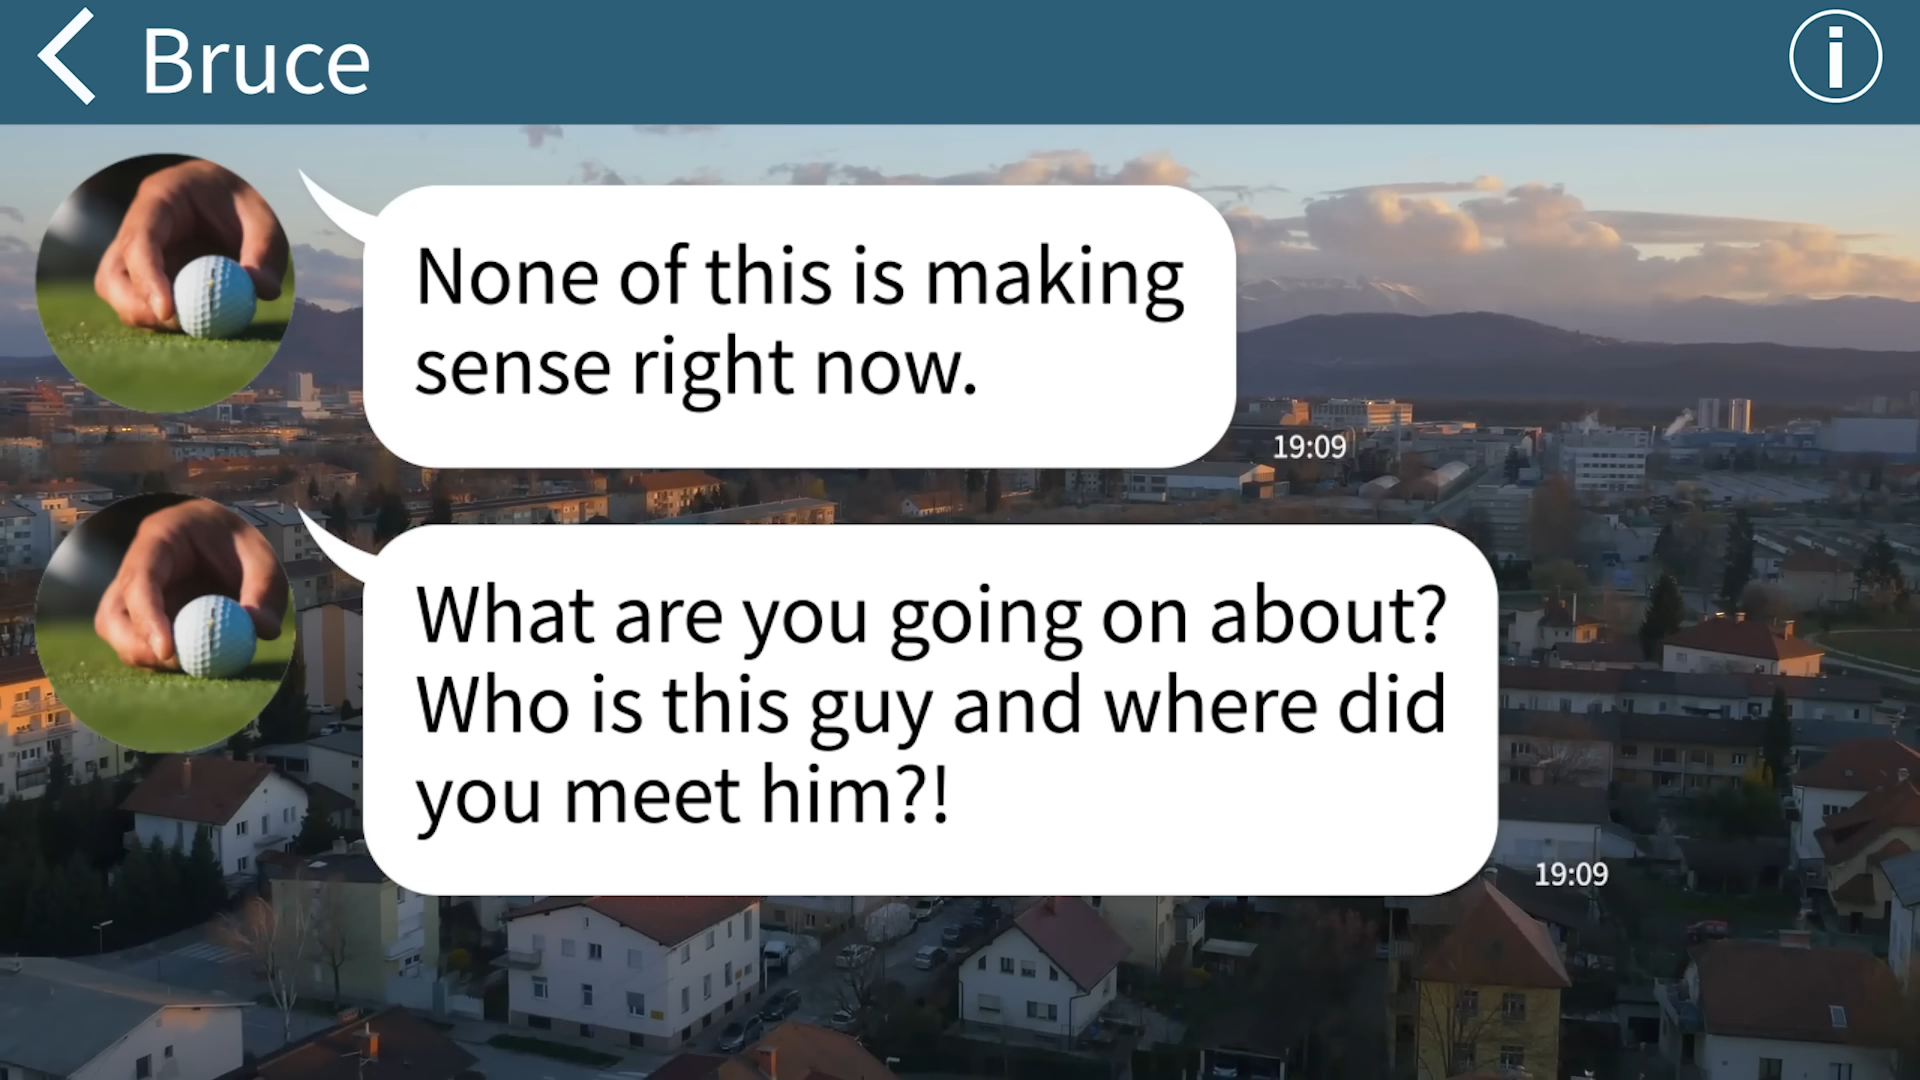 Bruce
None of this is making
sense right now.
19:09
What are you going on about?
Who is this guy and where did
you meet him?!
19:09